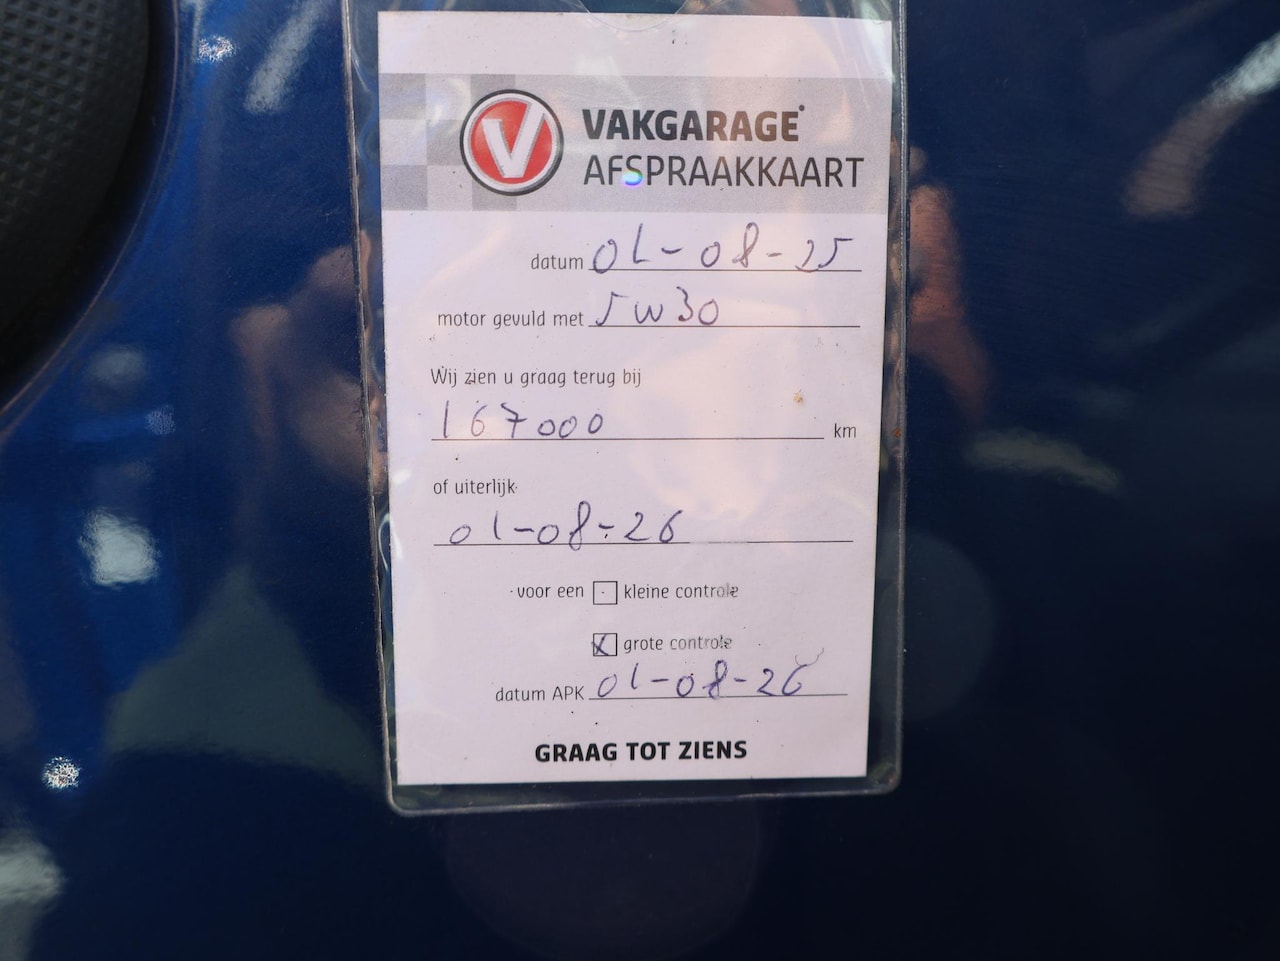 V VAKGARAGE
AFSPRAAKKAART
datum 01-08-25
motor gevuld met 5W30
Wij zien u graag terug bij
167000 km
of uiterlijk
01-08-26
voor een kleine controle
grote controle
datum APK 01-08-26
GRAAG TOT ZIENS